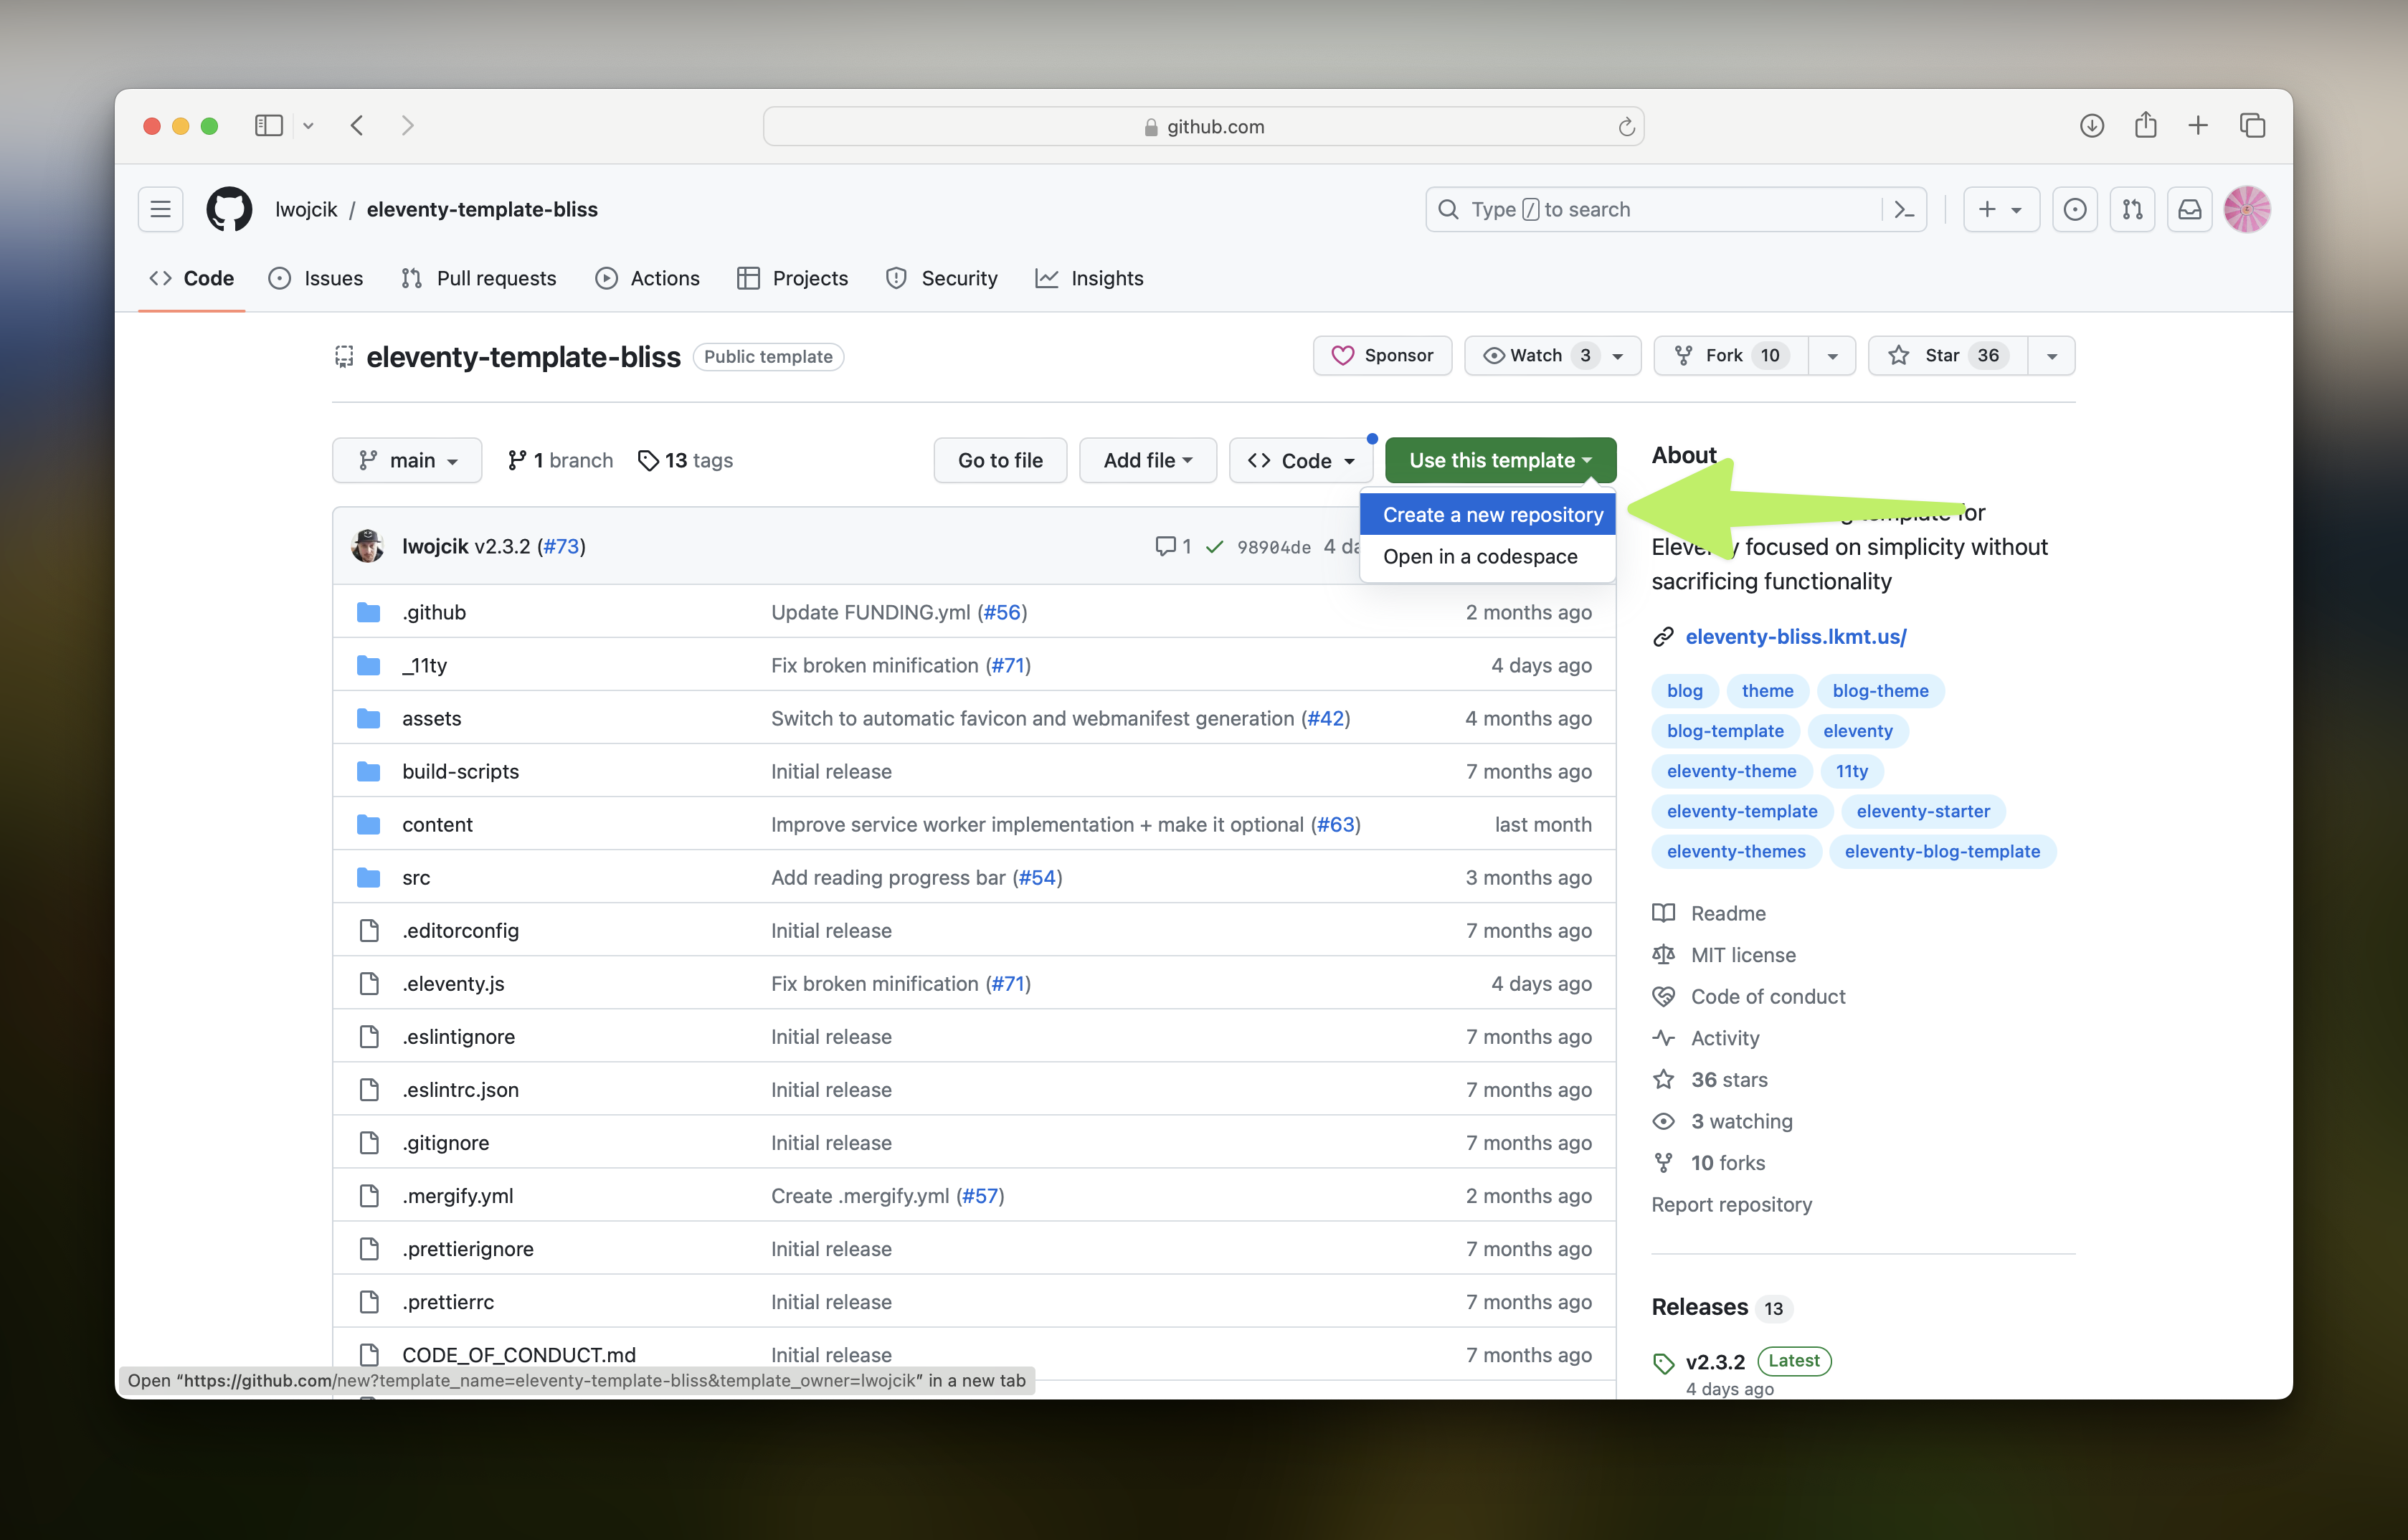 github.com
lwojcik / eleventy-template-bliss
Type / to search
Code Issues Pull requests Actions Projects Security Insights
eleventy-template-bliss Public template
Sponsor Watch 3 Fork 10 Star 36
main 1 branch 13 tags Go to file Add file Code Use this template
Create a new repository
Open in a codespace
lwojcik v2.3.2 (#73) 1 98904de 4 da
.github Update FUNDING.yml (#56) 2 months ago
_11ty Fix broken minification (#71) 4 days ago
assets Switch to automatic favicon and webmanifest generation (#42) 4 months ago
build-scripts Initial release 7 months ago
content Improve service worker implementation + make it optional (#63) last month
src Add reading progress bar (#54) 3 months ago
.editorconfig Initial release 7 months ago
.eleventy.js Fix broken minification (#71) 4 days ago
.eslintignore Initial release 7 months ago
.eslintrc.json Initial release 7 months ago
.gitignore Initial release 7 months ago
.mergify.yml Create .mergify.yml (#57) 2 months ago
.prettierignore Initial release 7 months ago
.prettierrc Initial release 7 months ago
CODE_OF_CONDUCT.md Initial release 7 months ago
About
template for
Eleventy focused on simplicity without
sacrificing functionality
eleventy-bliss.lkmt.us/
blog theme blog-theme
blog-template eleventy
eleventy-theme 11ty
eleventy-template eleventy-starter
eleventy-themes eleventy-blog-template
Readme
MIT license
Code of conduct
Activity
36 stars
3 watching
10 forks
Report repository
Releases 13
v2.3.2 Latest
4 days ago
Open “https://github.com/new?template_name=eleventy-template-bliss&template_owner=lwojcik” in a new tab